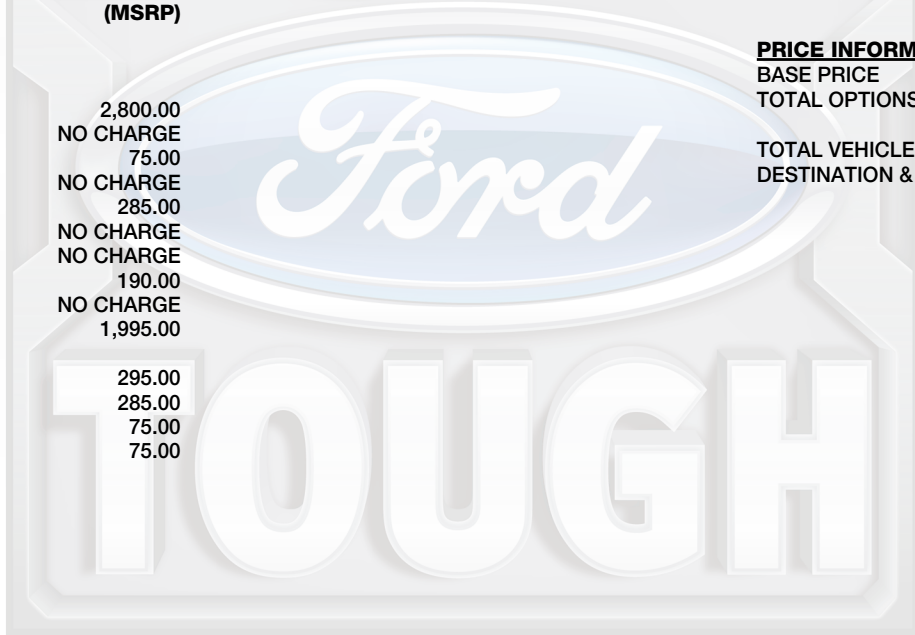 (MSRP)
2,800.00
NO CHARGE
75.00
NO CHARGE
285.00
NO CHARGE
NO CHARGE
190.00
NO CHARGE
1,995.00
295.00
285.00
75.00
75.00
PRICE INFORM
BASE PRICE
TOTAL OPTIONS
TOTAL VEHICLE
DESTINATION &
Ford
TOUGH